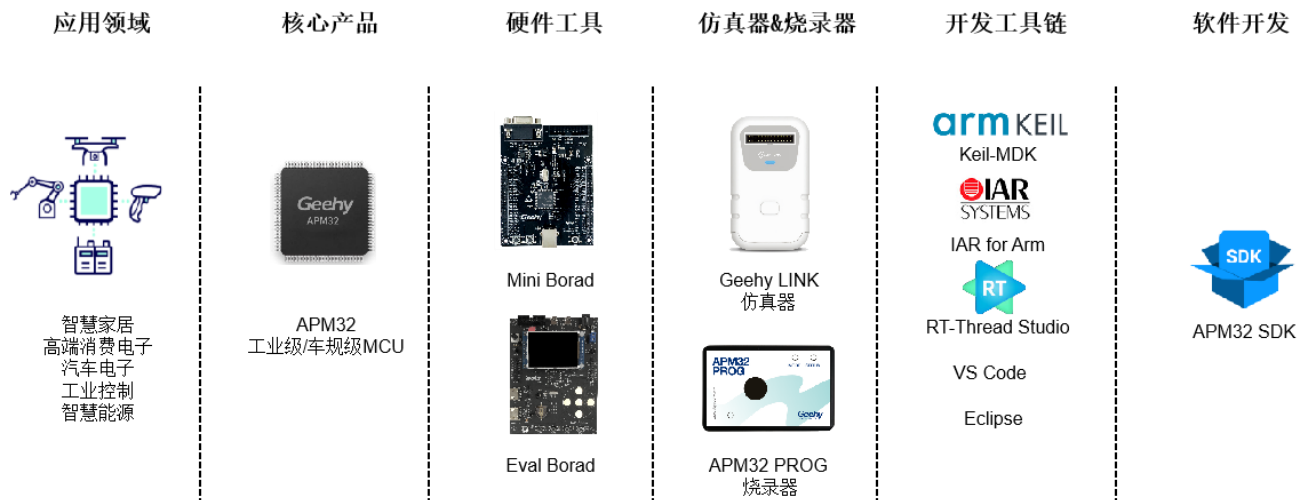 应用领域
核心产品
硬件工具
仿真器&烧录器
开发工具链
软件开发
智慧家居
高端消费电子
汽车电子
工业控制
智慧能源
Geehy
APM32
APM32
工业级/车规级MCU
Geehy
Mini Borad
Eval Borad
Geehy LINK
仿真器
APM32
PROG
Geehy
APM32 PROG
烧录器
arm KEIL
Keil-MDK
IAR
SYSTEMS
IAR for Arm
RT
RT-Thread Studio
VS Code
Eclipse
SDK
APM32 SDK